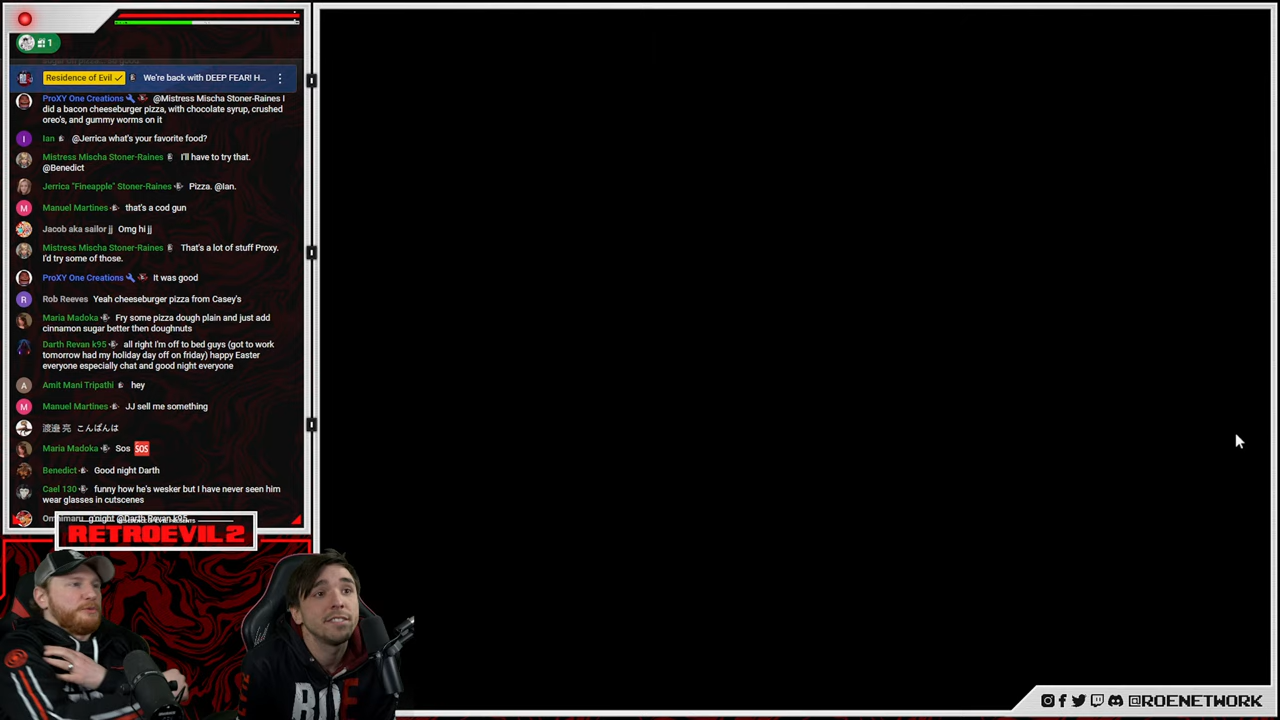 1
Residence of Evil We're back with DEEP FEAR! H...
ProXY One Creations @Mistress Mischa Stoner-Raines I
did a bacon cheeseburger pizza, with chocolate syrup, crushed
oreo's, and gummy worms on it
I Ian @Jerrica what's your favorite food?
Mistress Mischa Stoner-Raines I'll have to try that.
@Benedict
Jerrica "Fineapple" Stoner-Raines Pizza. @Ian.
M Manuel Martines that's a cod gun
Jacob aka sailor jj Omg hi jj
Mistress Mischa Stoner-Raines That's a lot of stuff Proxy.
I'd try some of those.
ProXY One Creations It was good
R Rob Reeves Yeah cheeseburger pizza from Casey's
Maria Madoka Fry some pizza dough plain and just add
cinnamon sugar better then doughnuts
Darth Revan k95 all right I'm off to bed guys (got to work
tomorrow had my holiday day off on friday) happy Easter
everyone especially chat and good night everyone
A Amit Mani Tripathi hey
M Manuel Martines JJ sell me something
渡邉 亮 こんばんは
Maria Madoka Sos SOS
Benedict Good night Darth
Cael 130 funny how he's wesker but I have never seen him
wear glasses in cutscenes
g'night @Darth Revan k95
RETROEVIL 2
ROE
@ROENETWORK